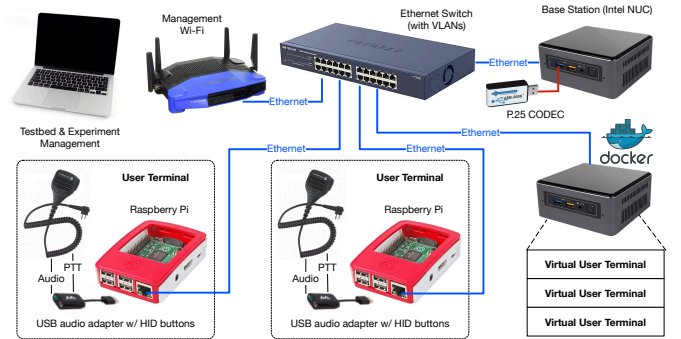 Management
Wi-Fi
Ethernet Switch
(with VLANs)
Base Station (Intel NUC)
Ethernet
P.25 CODEC
Ethernet
Testbed & Experiment
Management
Ethernet
Ethernet
Ethernet
docker
User Terminal
Raspberry Pi
Audio
PTT
USB audio adapter w/ HID buttons
User Terminal
Raspberry Pi
Audio
PTT
USB audio adapter w/ HID buttons
Virtual User Terminal
Virtual User Terminal
Virtual User Terminal